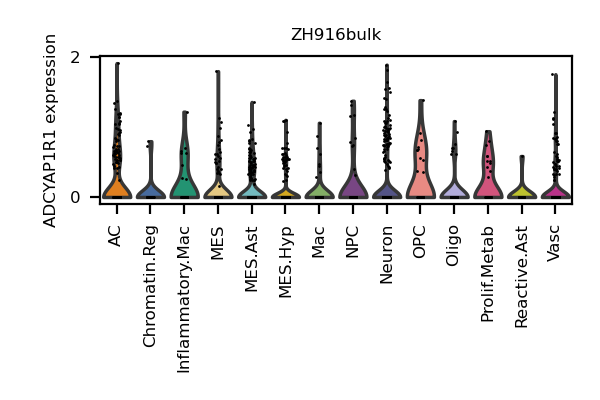 ZH916bulk
ADCYAP1R1 expression
2
0
AC
Chromatin.Reg
Inflammatory.Mac
MES
MES.Ast
MES.Hyp
Mac
NPC
Neuron
OPC
Oligo
Prolif.Metab
Reactive.Ast
Vasc